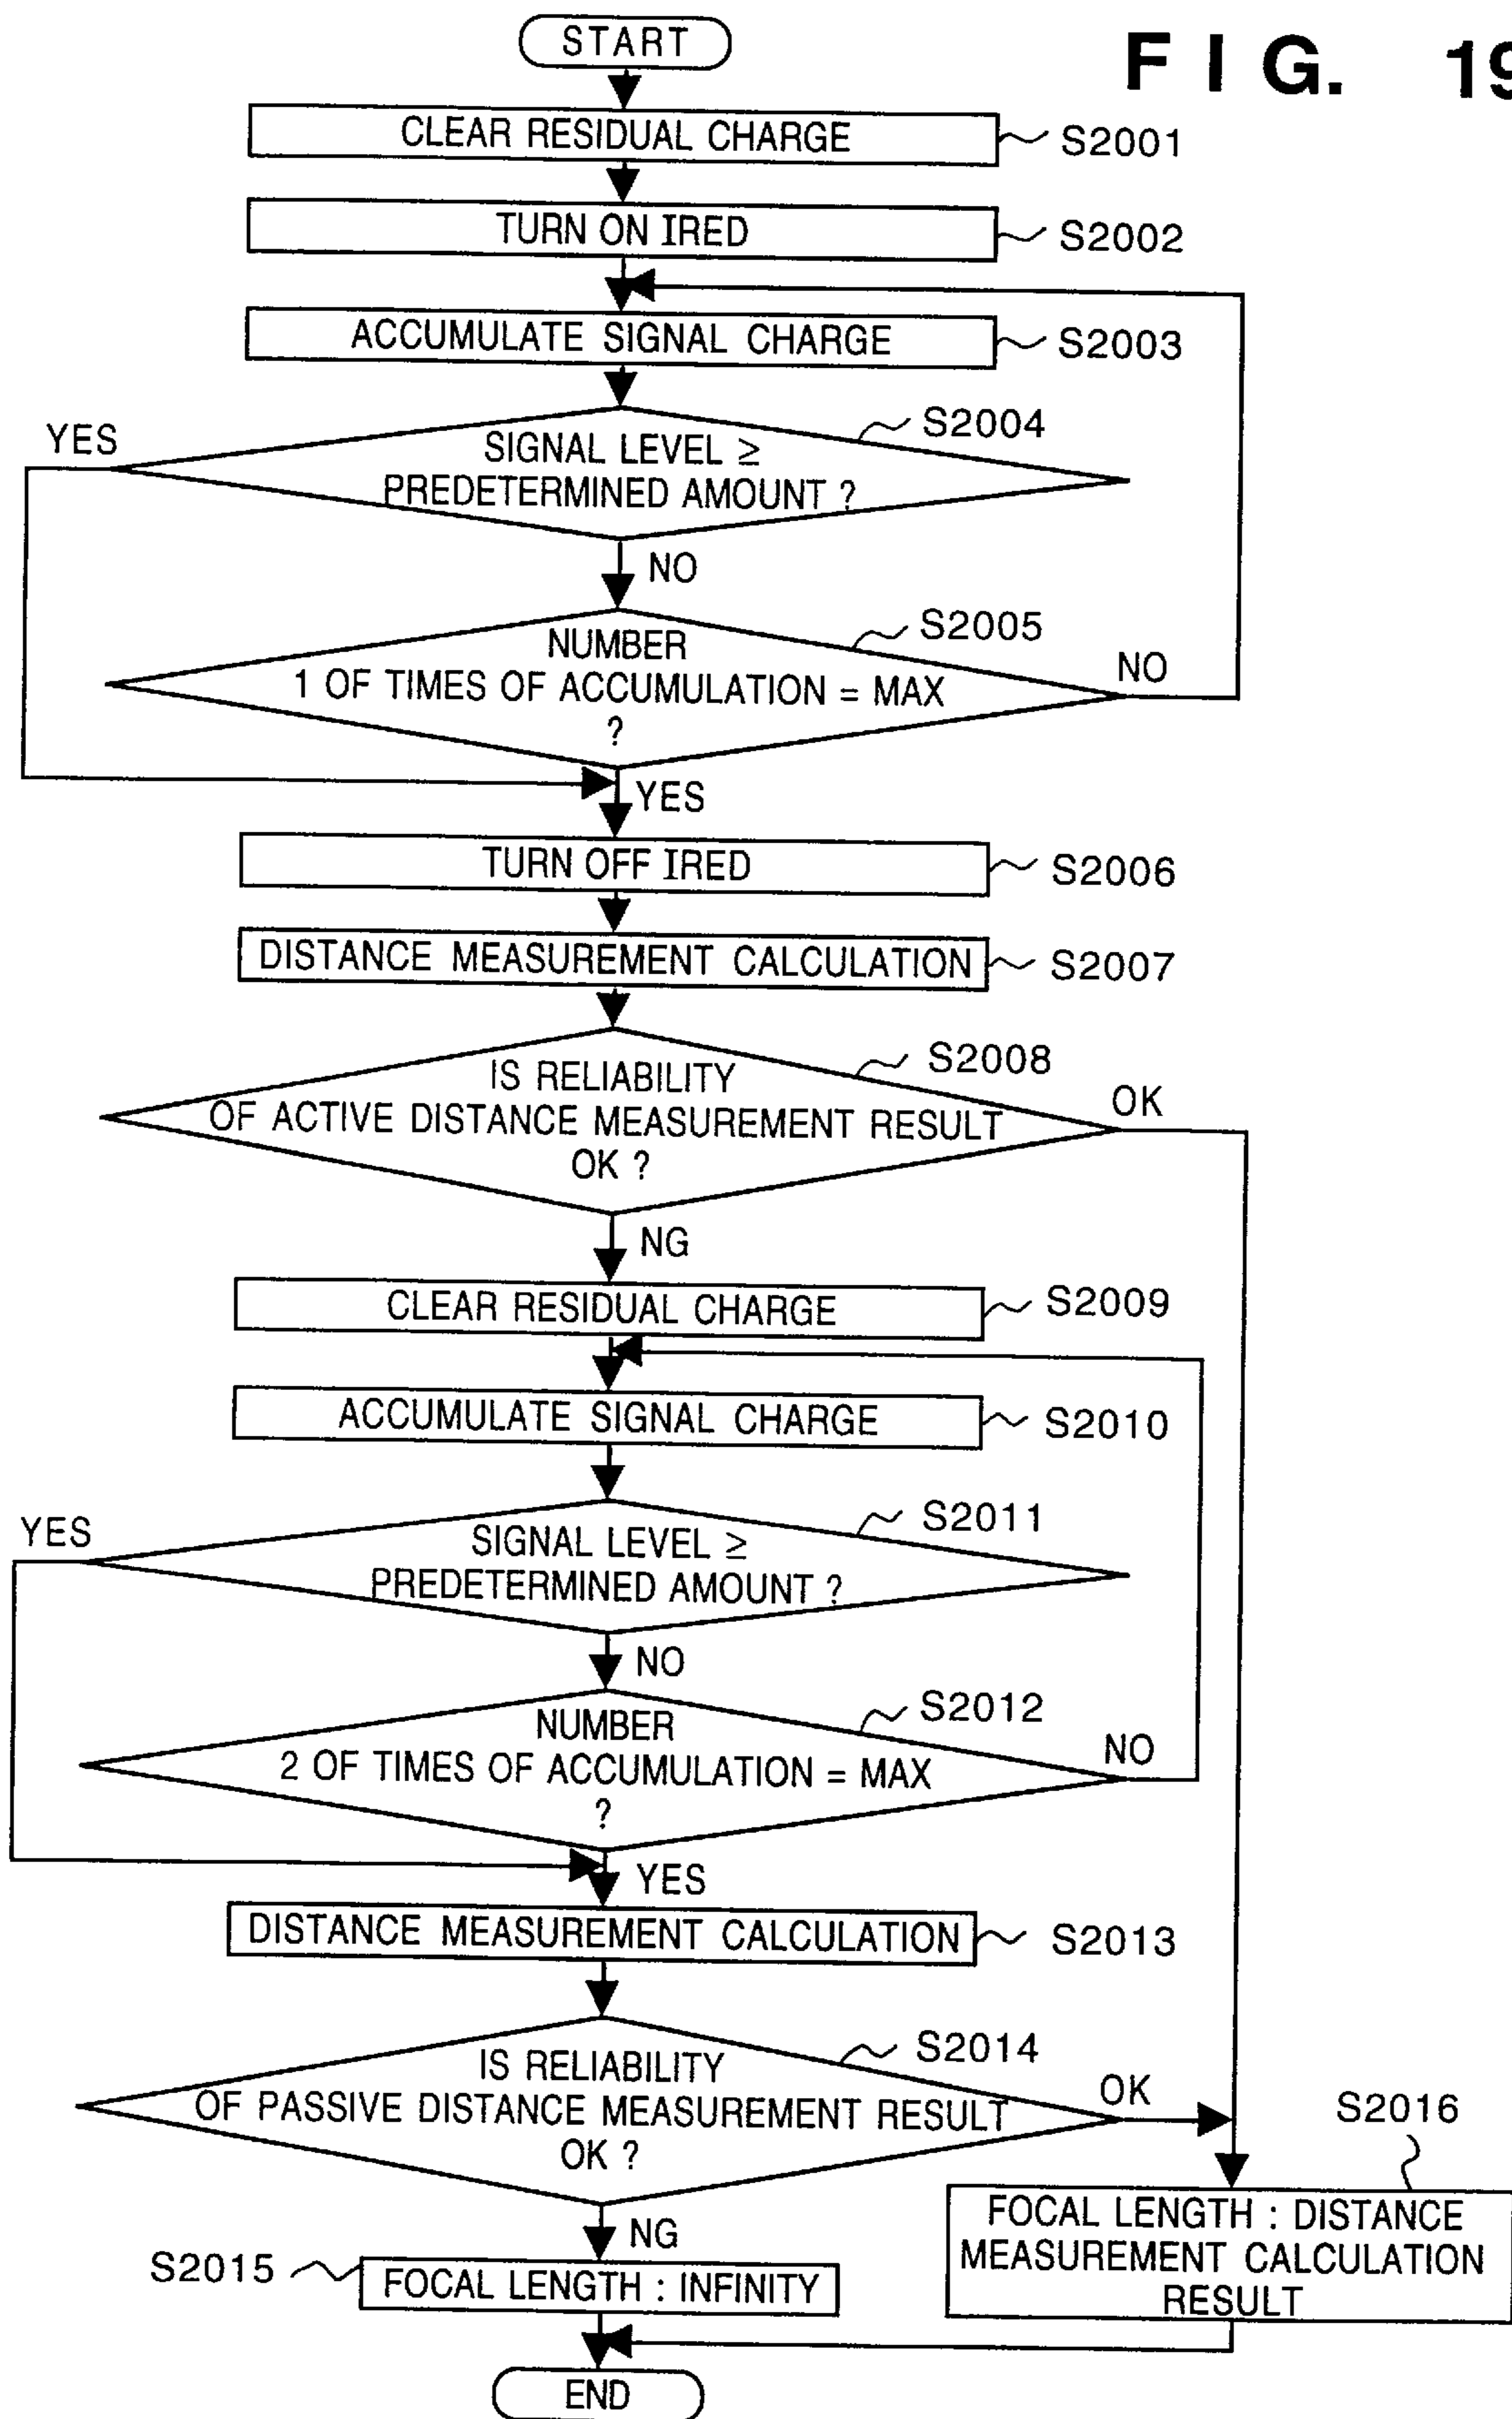 START
FIG. 19
CLEAR RESIDUAL CHARGE
S2001
TURN ON IRED
S2002
ACCUMULATE SIGNAL CHARGE
S2003
S2004
YES
SIGNAL LEVEL ≥
PREDETERMINED AMOUNT ?
NO
S2005
NUMBER
1 OF TIMES OF ACCUMULATION = MAX
?
NO
YES
TURN OFF IRED
S2006
DISTANCE MEASUREMENT CALCULATION
S2007
S2008
IS RELIABILITY
OF ACTIVE DISTANCE MEASUREMENT RESULT
OK ?
OK
NG
CLEAR RESIDUAL CHARGE
S2009
ACCUMULATE SIGNAL CHARGE
S2010
S2011
YES
SIGNAL LEVEL ≥
PREDETERMINED AMOUNT ?
NO
S2012
NUMBER
2 OF TIMES OF ACCUMULATION = MAX
?
NO
YES
DISTANCE MEASUREMENT CALCULATION
S2013
S2014
IS RELIABILITY
OF PASSIVE DISTANCE MEASUREMENT RESULT
OK ?
OK
NG
S2015
FOCAL LENGTH : INFINITY
S2016
FOCAL LENGTH : DISTANCE
MEASUREMENT CALCULATION
RESULT
END